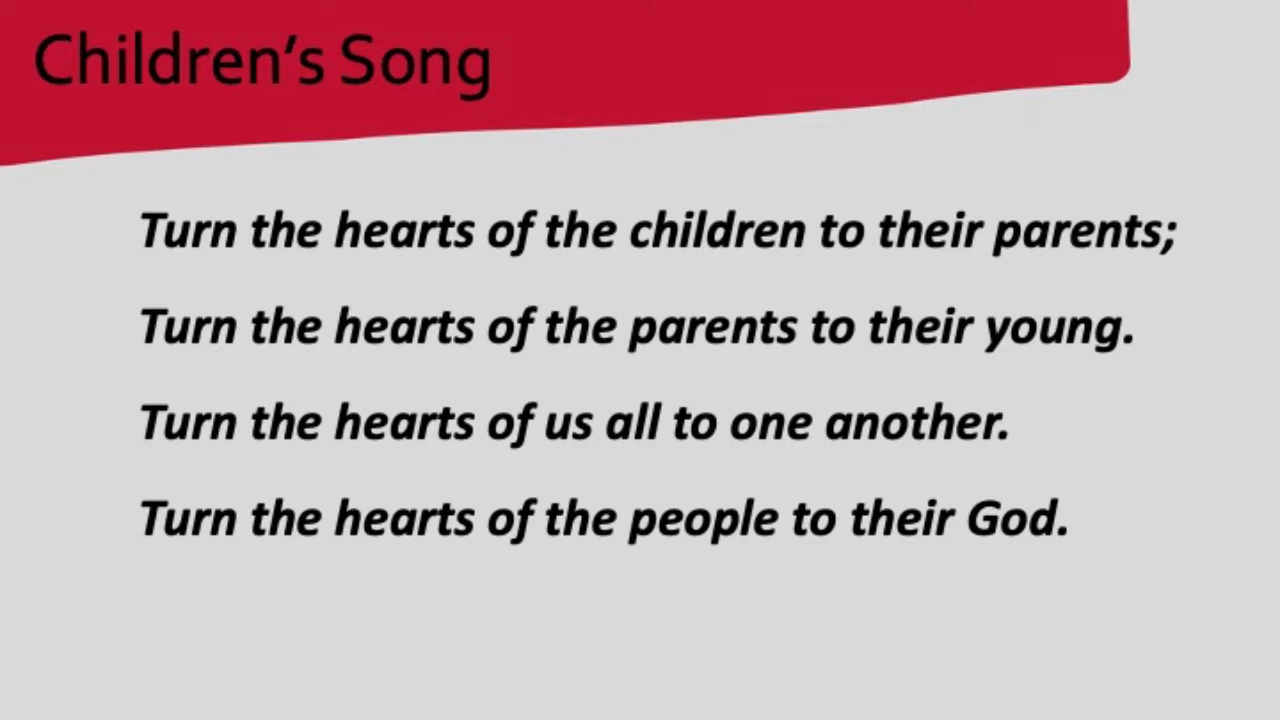 Children’s Song
Turn the hearts of the children to their parents;
Turn the hearts of the parents to their young.
Turn the hearts of us all to one another.
Turn the hearts of the people to their God.